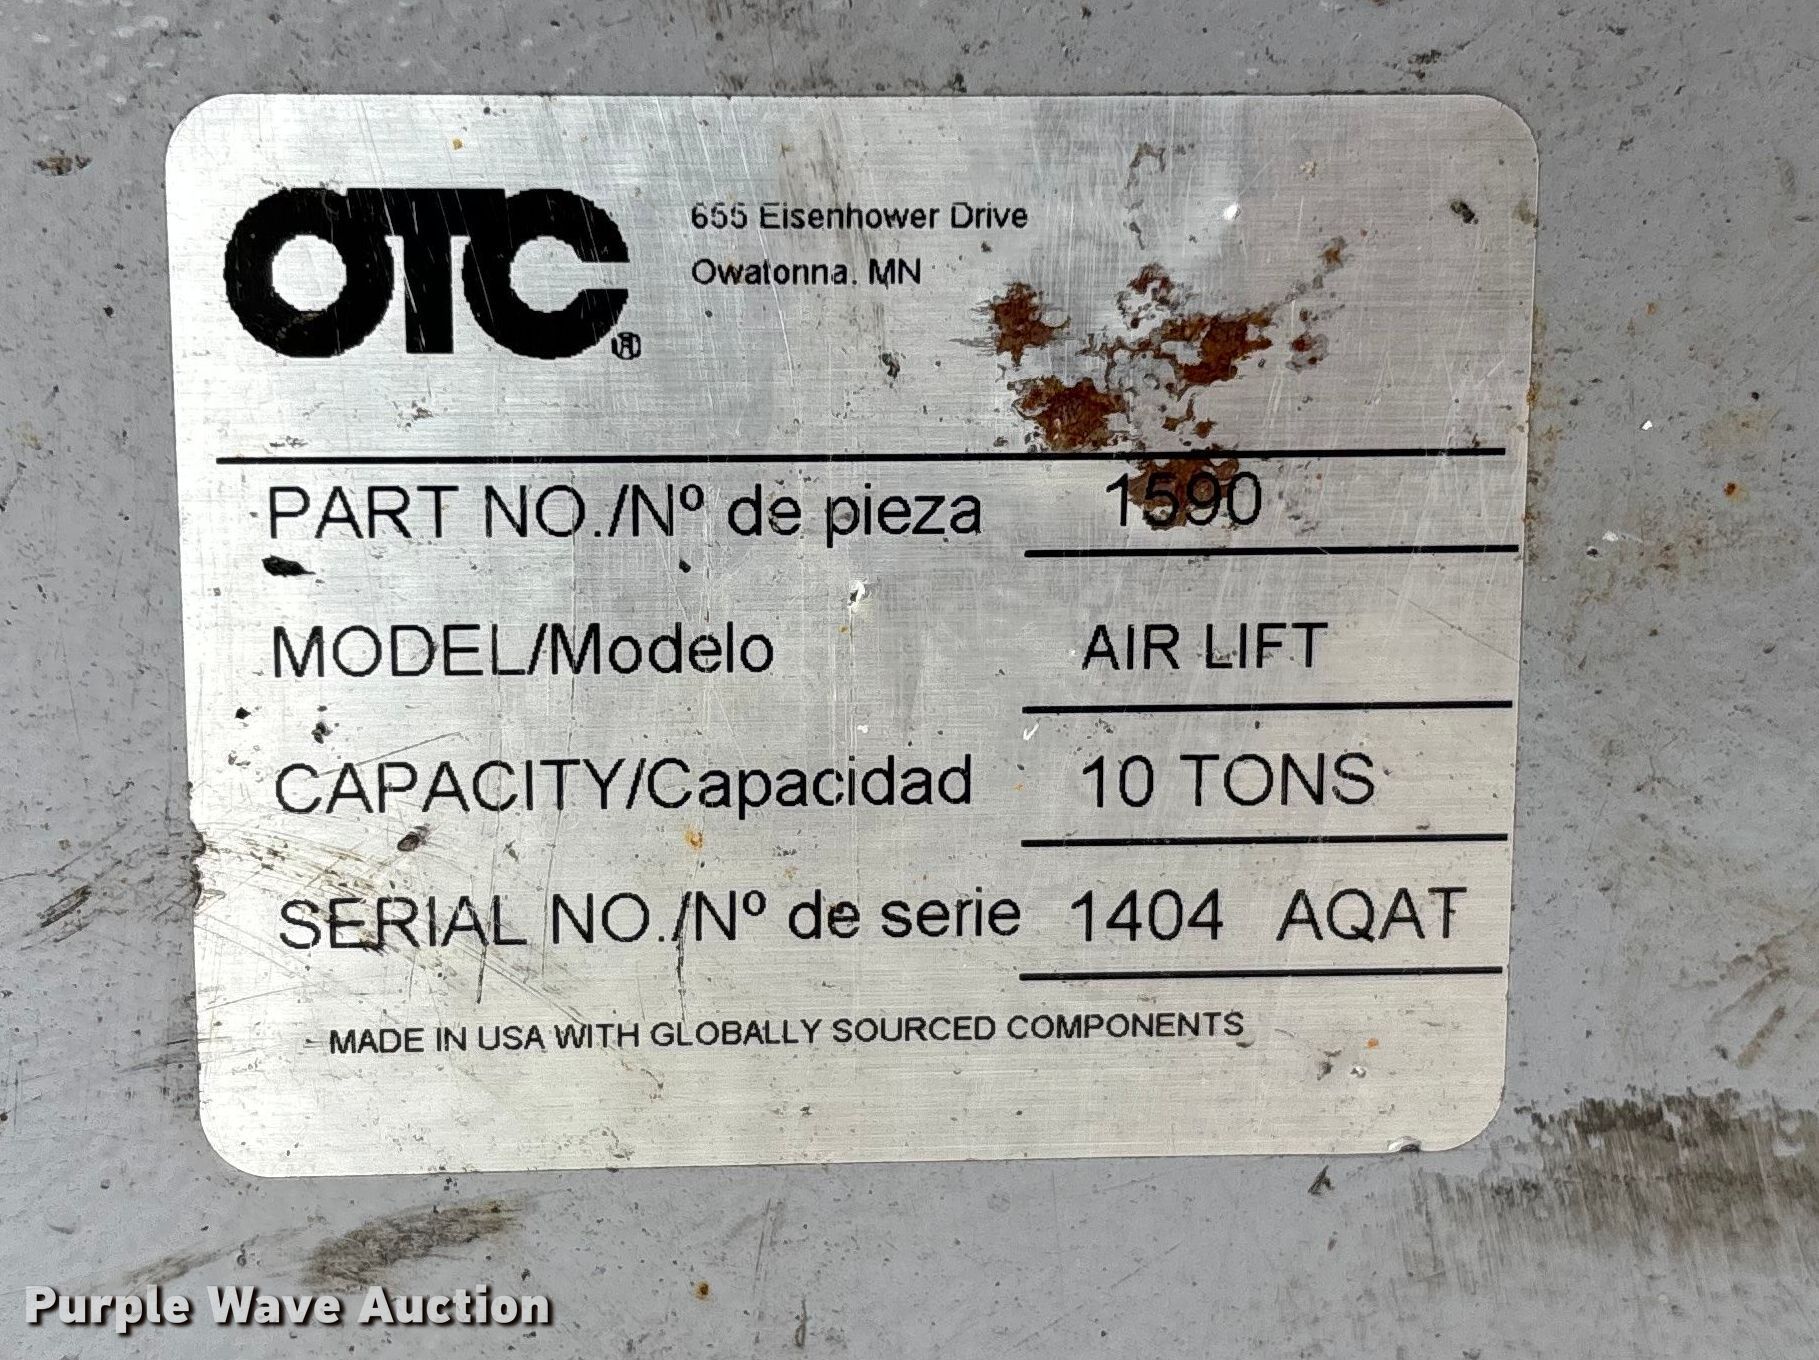 OTC®
655 Eisenhower Drive
Owatonna. MN
PART NO./Nº de pieza 1590
MODEL/Modelo AIR LIFT
CAPACITY/Capacidad 10 TONS
SERIAL NO./Nº de serie 1404 AQAT
MADE IN USA WITH GLOBALLY SOURCED COMPONENTS
Purple Wave Auction